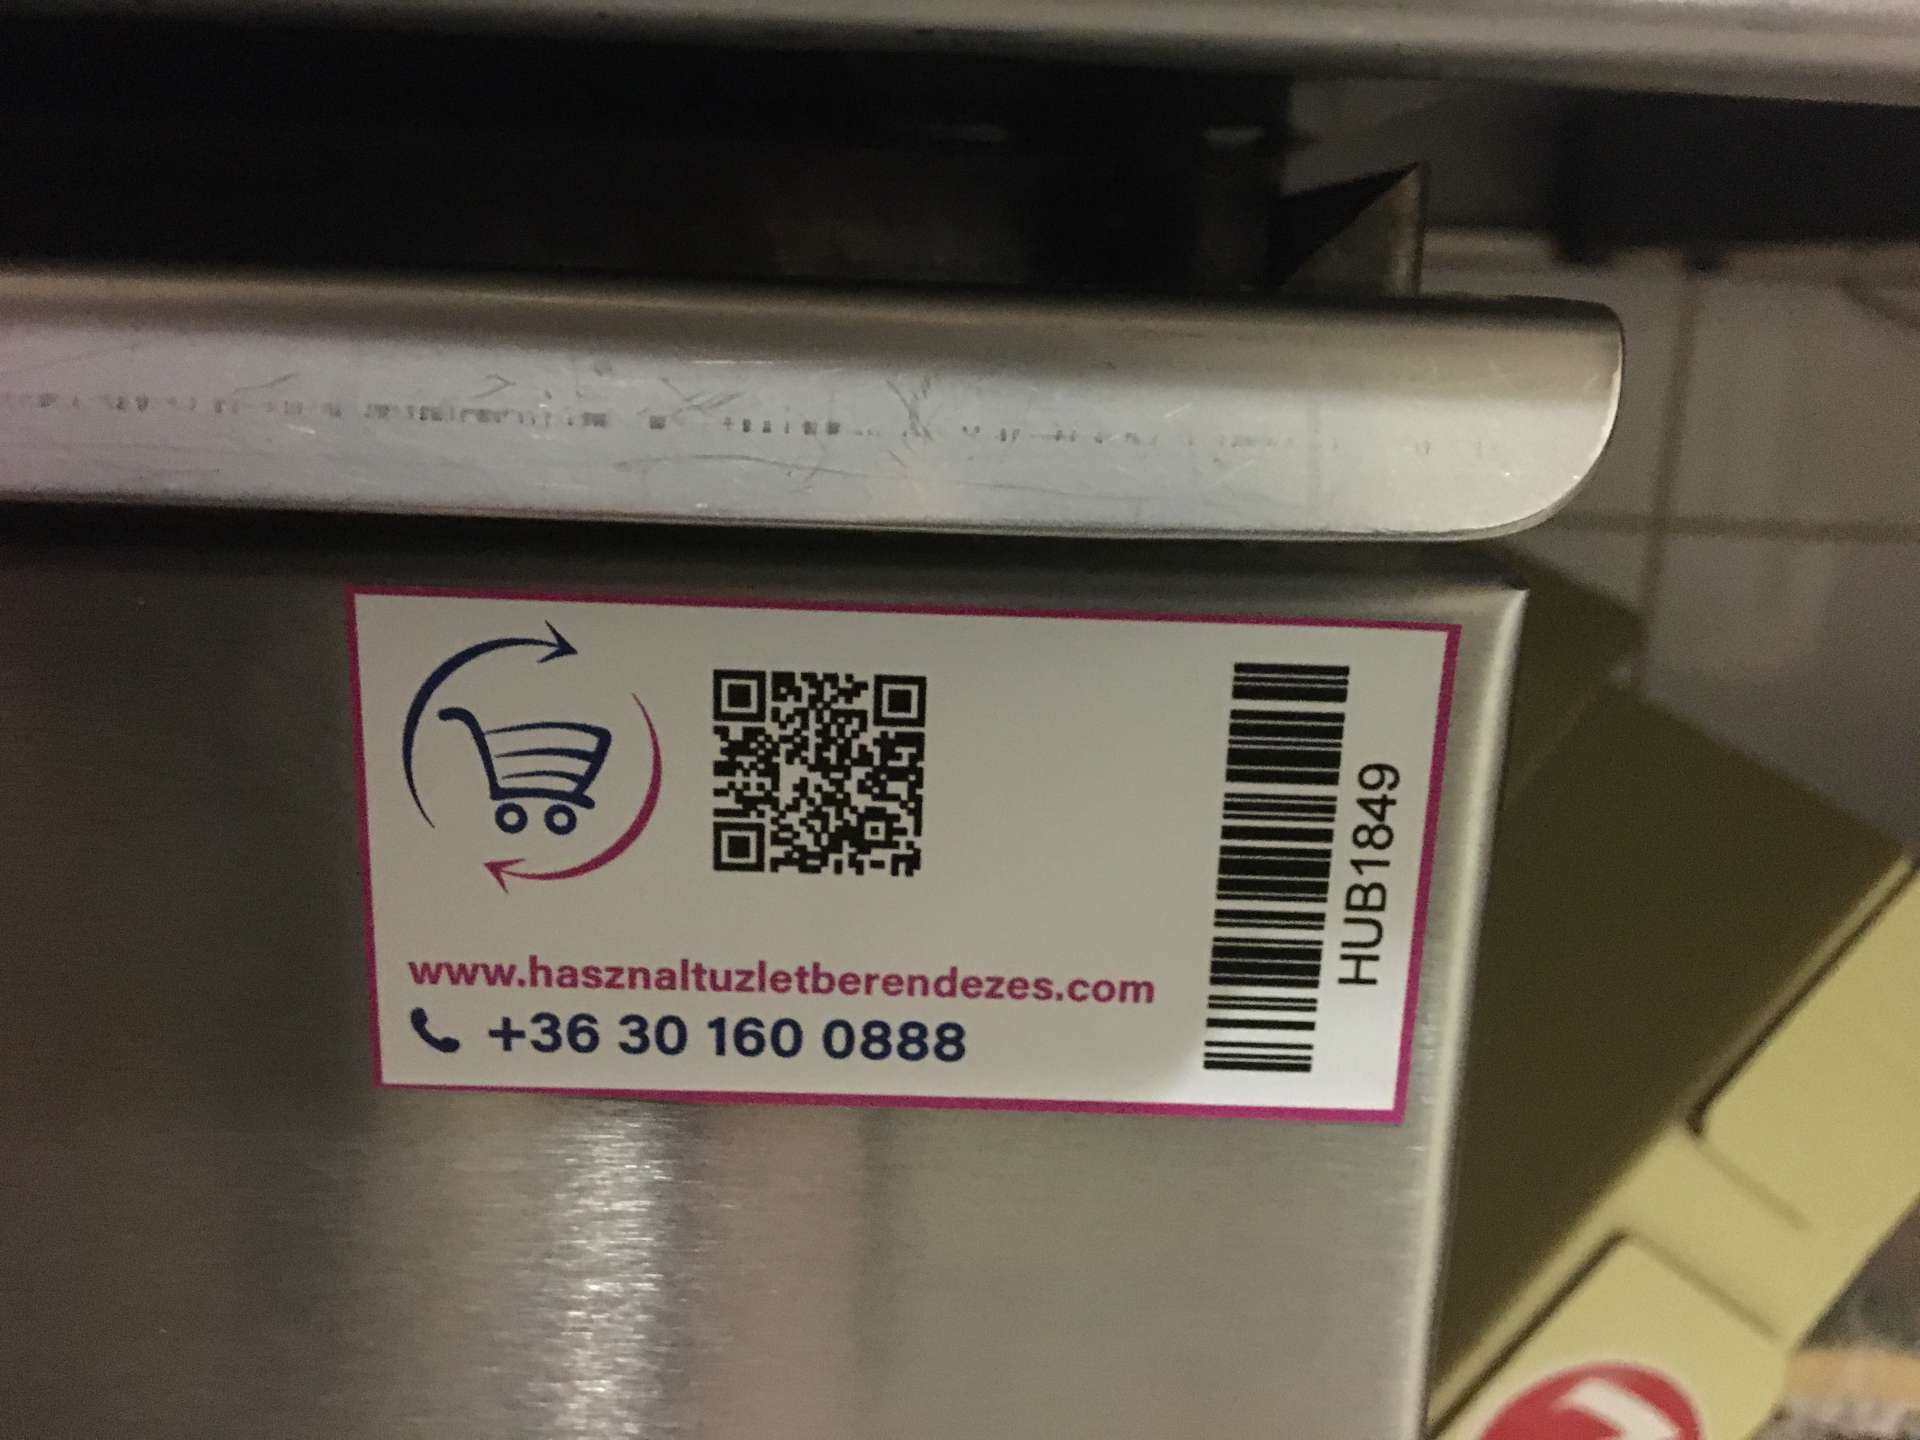 www.hasznaltuzletberendezes.com
+36 30 160 0888
HUB1849